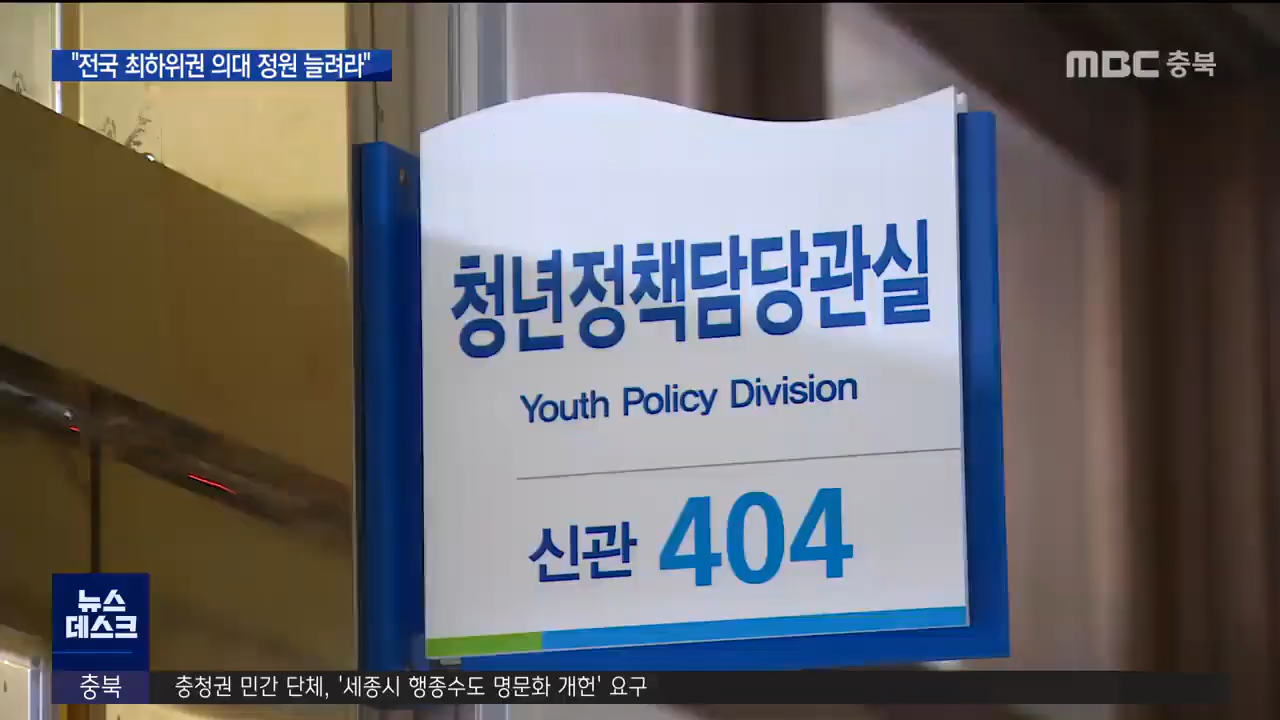 "전국 최하위권 의대 정원 늘려라"
MBC 충북
청년정책담당관실
Youth Policy Division
신관 404
뉴스
데스크
충북
충청권 민간 단체, '세종시 행종수도 명문화 개헌' 요구